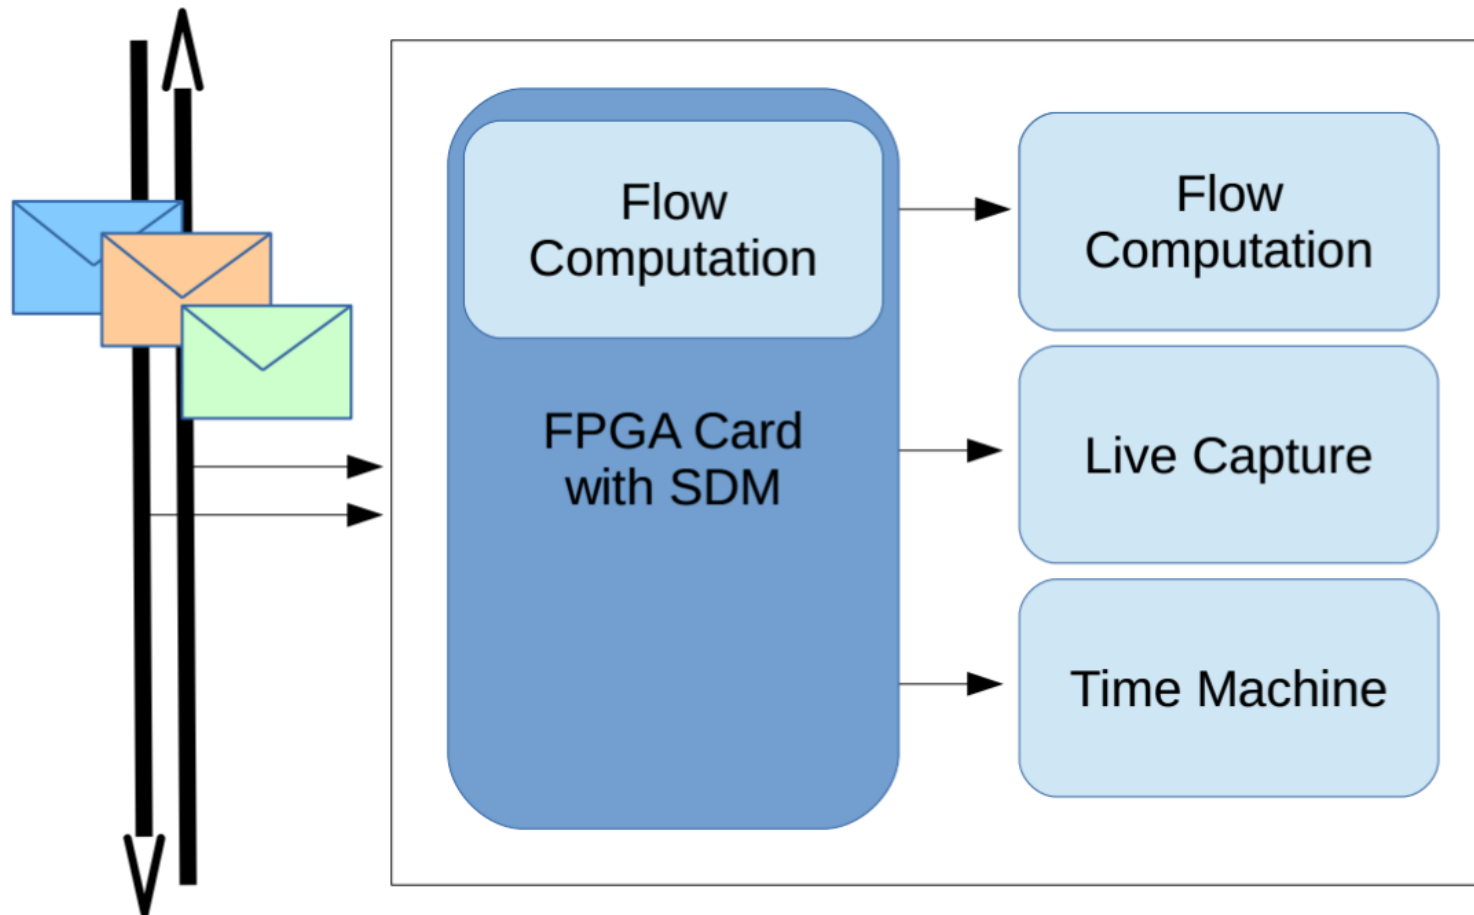 Flow
Computation
FPGA Card
with SDM
Flow
Computation
Live Capture
Time Machine